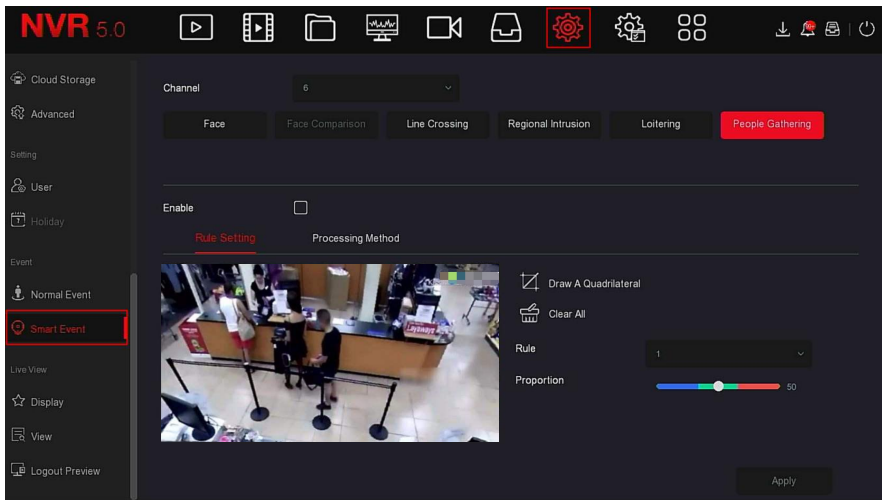 NVR 5.0
Cloud Storage
Advanced
Setting
User
Holiday
Event
Normal Event
Smart Event
Live View
Display
View
Logout Preview
Channel
6
Face
Face Comparison
Line Crossing
Regional Intrusion
Loitering
People Gathering
Enable
Rule Setting
Processing Method
Layaways
Draw A Quadrilateral
Clear All
Rule
1
Proportion
50
Apply